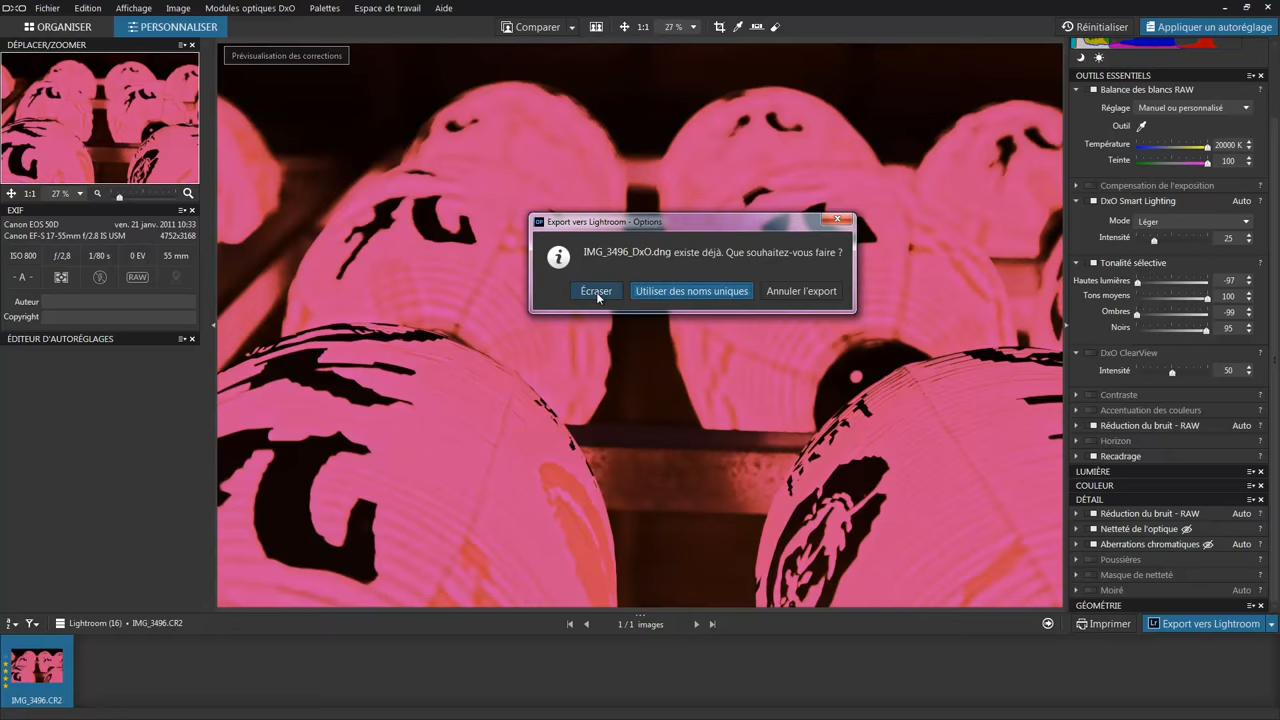 DxO Fichier Edition Affichage Image Modules optiques DxO Palettes Espace de travail Aide
ORGANISER PERSONNALISER Comparer 1:1 27 % Réinitialiser Appliquer un autoréglage
DÉPLACER/ZOOMER
1:1 27 %
EXIF
Canon EOS 50D ven. 21 janv. 2011 10:33
Canon EF-S 17-55mm f/2.8 IS USM 4752x3168
ISO 800 f/2,8 1/80 s 0 EV 55 mm
- A - RAW
Auteur
Copyright
ÉDITEUR D'AUTORÉGLAGES
Prévisualisation des corrections
DP Export vers Lightroom - Options
IMG_3496_DxO.dng existe déjà. Que souhaitez-vous faire ?
Écraser Utiliser des noms uniques Annuler l'export
OUTILS ESSENTIELS
Balance des blancs RAW ?
Réglage Manuel ou personnalisé
Outil
Température 20000 K
Teinte 100
Compensation de l'exposition ?
DxO Smart Lighting ?
Mode Léger
Intensité 25
Tonalité sélective ?
Hautes lumières -97
Tons moyens 100
Ombres -99
Noirs 95
DxO ClearView ?
Intensité 50
Contraste ?
Accentuation des couleurs ?
Réduction du bruit - RAW Auto ?
Horizon ?
Recadrage ?
LUMIÈRE
COULEUR
DÉTAIL
Réduction du bruit - RAW Auto ?
Netteté de l'optique ?
Aberrations chromatiques Auto ?
Poussières ?
Masque de netteté ?
Moiré Auto ?
GÉOMÉTRIE
Lightroom (16) • IMG_3496.CR2 1 / 1 images Imprimer Lr Export vers Lightroom
IMG_3496.CR2